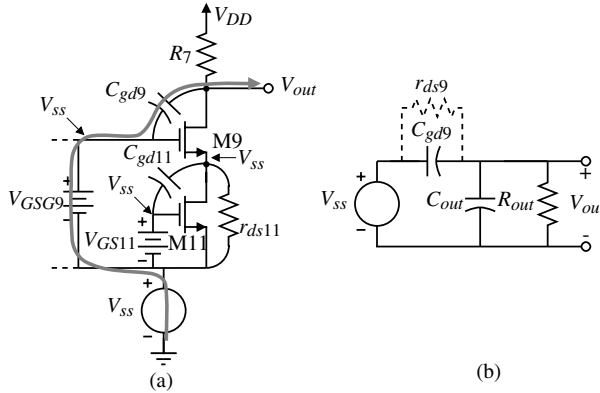 V_DD
R_7
C_gd9
V_out
V_ss
M9
C_gd11
V_ss
V_ss
V_GSG9
+
-
+
-
V_GS11
M11
r_ds11
+
V_ss
-
(a)
r_ds9
C_gd9
+
V_ss
-
C_out
R_out
+
V_ou
-
(b)